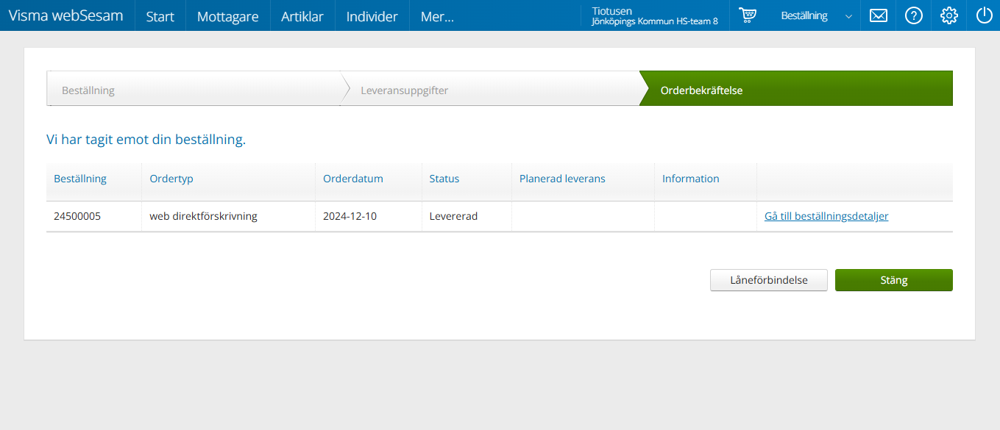 Visma webSesam Start Mottagare Artiklar Individer Mer... Tiotusen Beställning
Jönköpings Kommun HS-team 8
Beställning Leveransuppgifter Orderbekräftelse
Vi har tagit emot din beställning.
Beställning Ordertyp Orderdatum Status Planerad leverans Information
24500005 web direktförskrivning 2024-12-10 Levererad Gå till beställningsdetaljer
Låneförbindelse Stäng